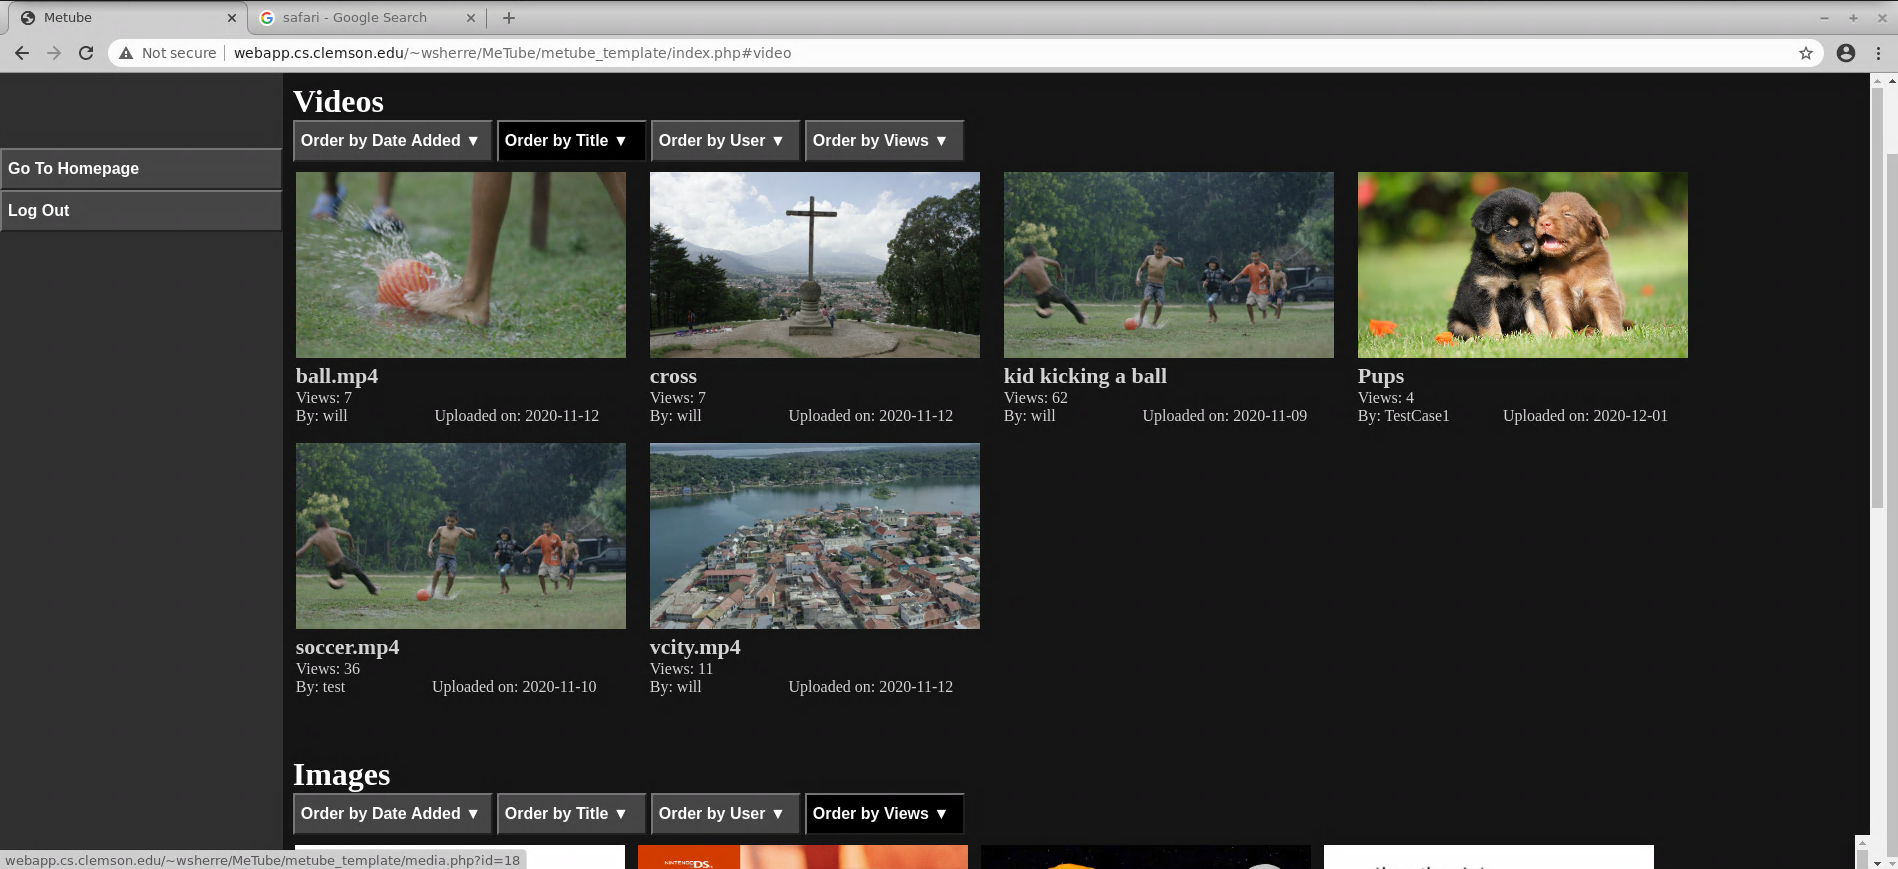 Metube
safari - Google Search
Not secure
webapp.cs.clemson.edu/~wsherre/MeTube/metube_template/index.php#video
Go To Homepage
Log Out
Videos
Order by Date Added ▼ Order by Title ▼ Order by User ▼ Order by Views ▼
ball.mp4
Views: 7
By: will Uploaded on: 2020-11-12
cross
Views: 7
By: will Uploaded on: 2020-11-12
kid kicking a ball
Views: 62
By: will Uploaded on: 2020-11-09
Pups
Views: 4
By: TestCase1 Uploaded on: 2020-12-01
soccer.mp4
Views: 36
By: test Uploaded on: 2020-11-10
vcity.mp4
Views: 11
By: will Uploaded on: 2020-11-12
Images
Order by Date Added ▼ Order by Title ▼ Order by User ▼ Order by Views ▼
NINTENDODS
webapp.cs.clemson.edu/~wsherre/MeTube/metube_template/media.php?id=18